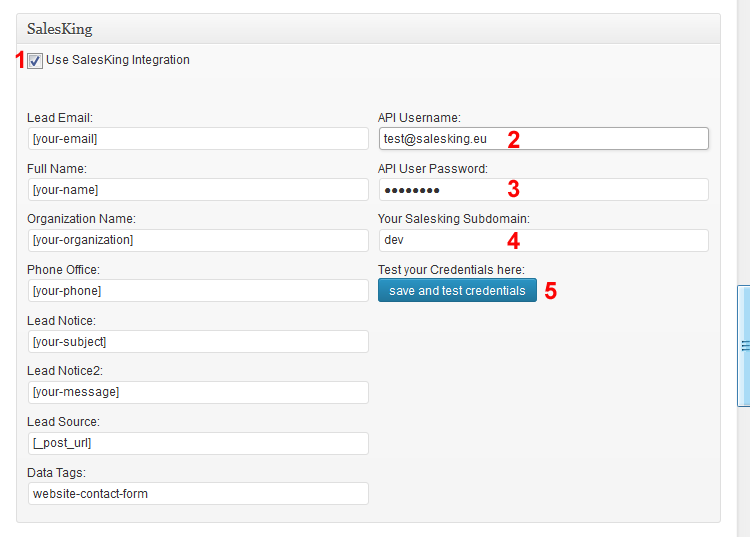 SalesKing
1 Use SalesKing Integration
Lead Email:
[your-email]
Full Name:
[your-name]
Organization Name:
[your-organization]
Phone Office:
[your-phone]
Lead Notice:
[your-subject]
Lead Notice2:
[your-message]
Lead Source:
[_post_url]
Data Tags:
website-contact-form
API Username:
test@salesking.eu 2
API User Password:
●●●●●●●● 3
Your Salesking Subdomain:
dev 4
Test your Credentials here:
save and test credentials 5